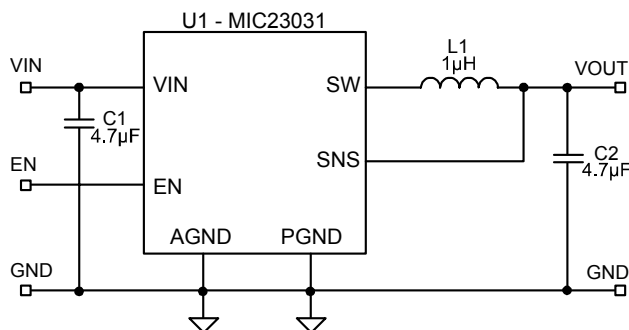 U1 - MIC23031
L1
1µH
VIN
VIN
SW
VOUT
C1
4.7µF
SNS
C2
4.7µF
EN
EN
AGND
PGND
GND
GND